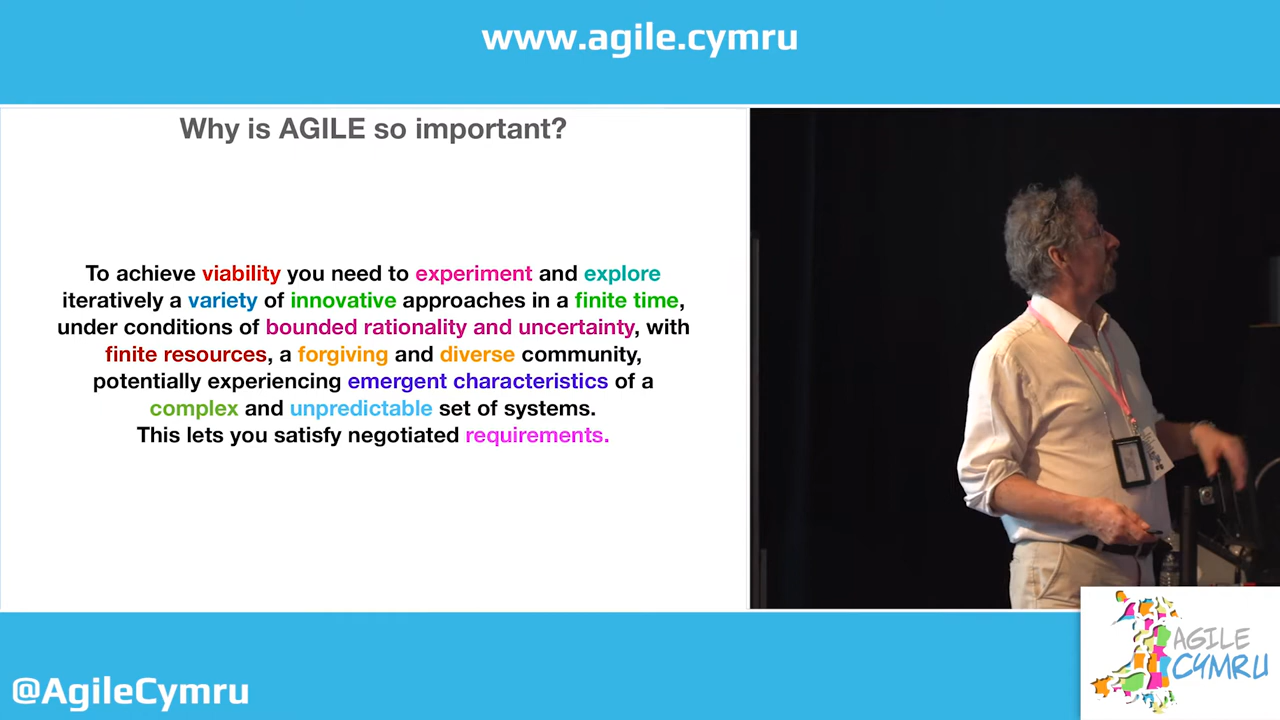 www.agile.cymru
Why is AGILE so important?
To achieve viability you need to experiment and explore
iteratively a variety of innovative approaches in a finite time,
under conditions of bounded rationality and uncertainty, with
finite resources, a forgiving and diverse community,
potentially experiencing emergent characteristics of a
complex and unpredictable set of systems.
This lets you satisfy negotiated requirements.
@AgileCymru
AGILE
CYMRU